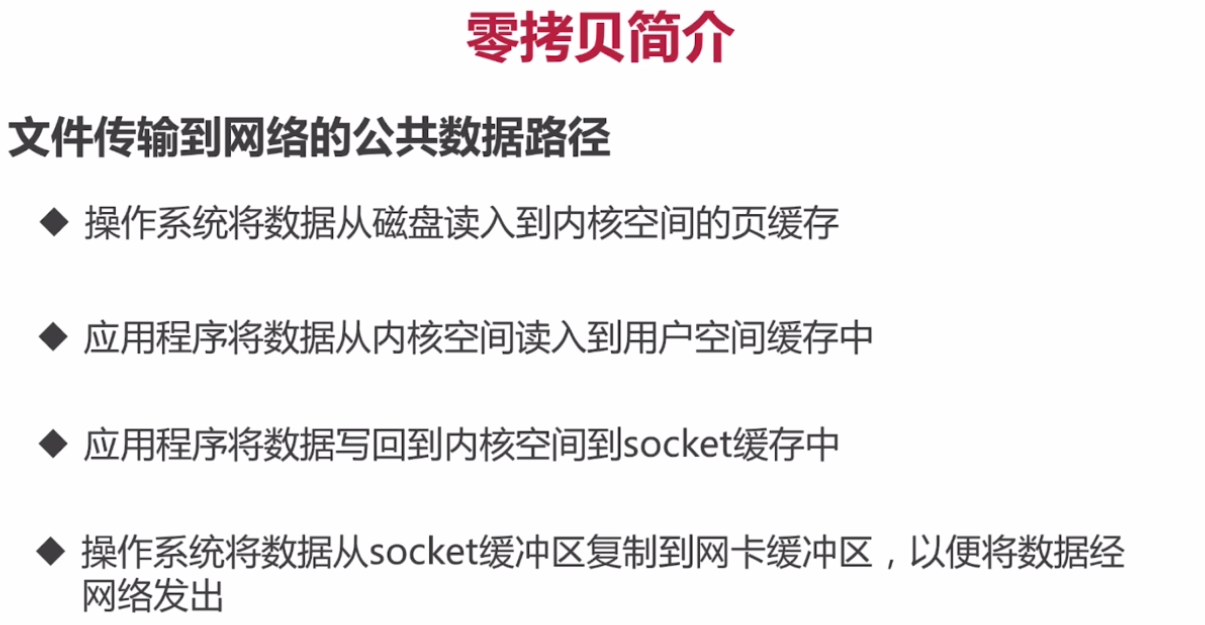 零拷贝简介
文件传输到网络的公共数据路径
◆ 操作系统将数据从磁盘读入到内核空间的页缓存
◆ 应用程序将数据从内核空间读入到用户空间缓存中
◆ 应用程序将数据写回到内核空间到socket缓存中
◆ 操作系统将数据从socket缓冲区复制到网卡缓冲区，以便将数据经
网络发出